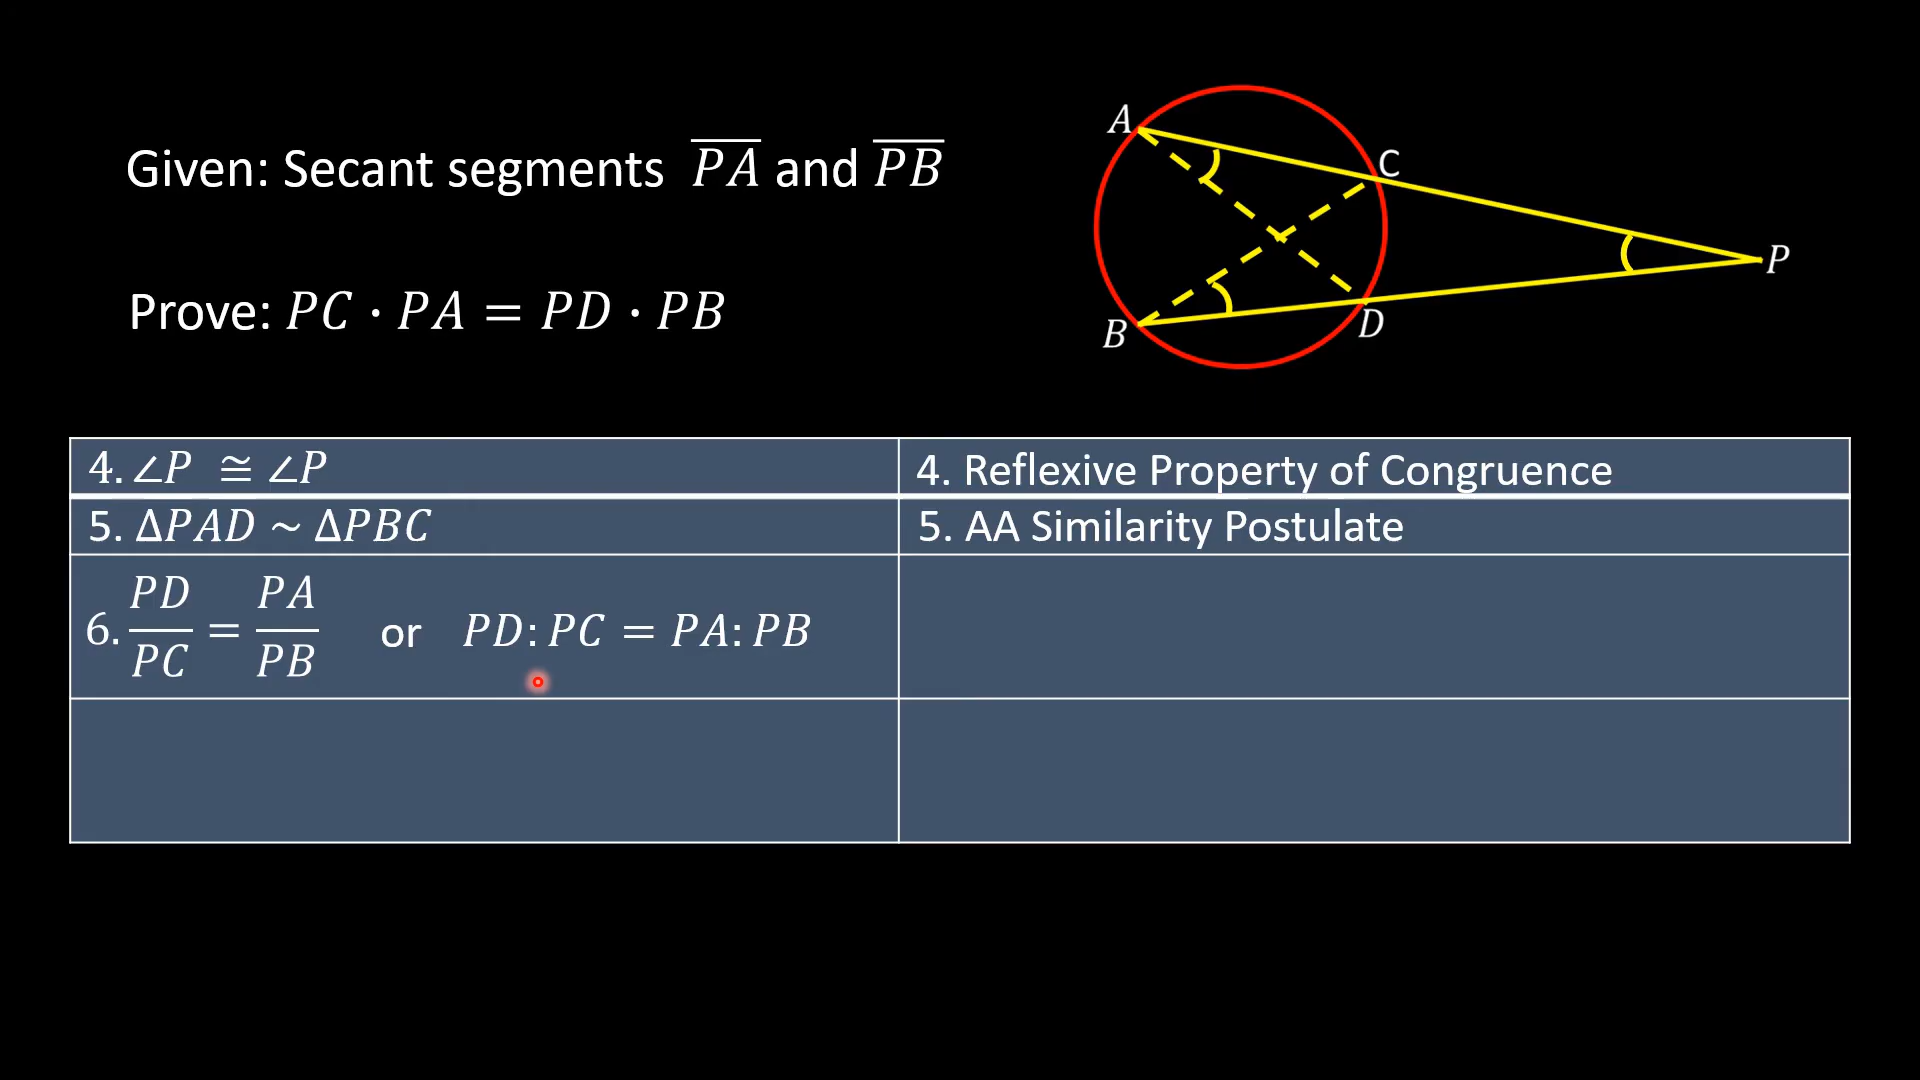 Given: Secant segments PA and PB
Prove: PC · PA = PD · PB
A
C
P
B
D
4. ∠P ≅ ∠P
4. Reflexive Property of Congruence
5. ΔPAD ~ ΔPBC
5. AA Similarity Postulate
6. PD/PC = PA/PB or PD: PC = PA: PB